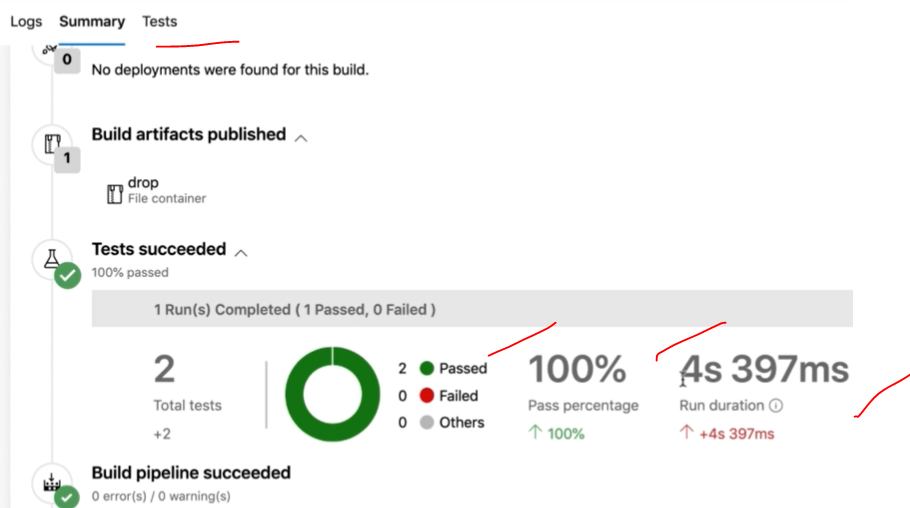 Logs Summary Tests
0
No deployments were found for this build.
Build artifacts published
1
drop
File container
Tests succeeded
100% passed
1 Run(s) Completed ( 1 Passed, 0 Failed )
2
Total tests
+2
2 Passed
0 Failed
0 Others
100%
Pass percentage
↑ 100%
4s 397ms
Run duration
↑ +4s 397ms
Build pipeline succeeded
0 error(s) / 0 warning(s)